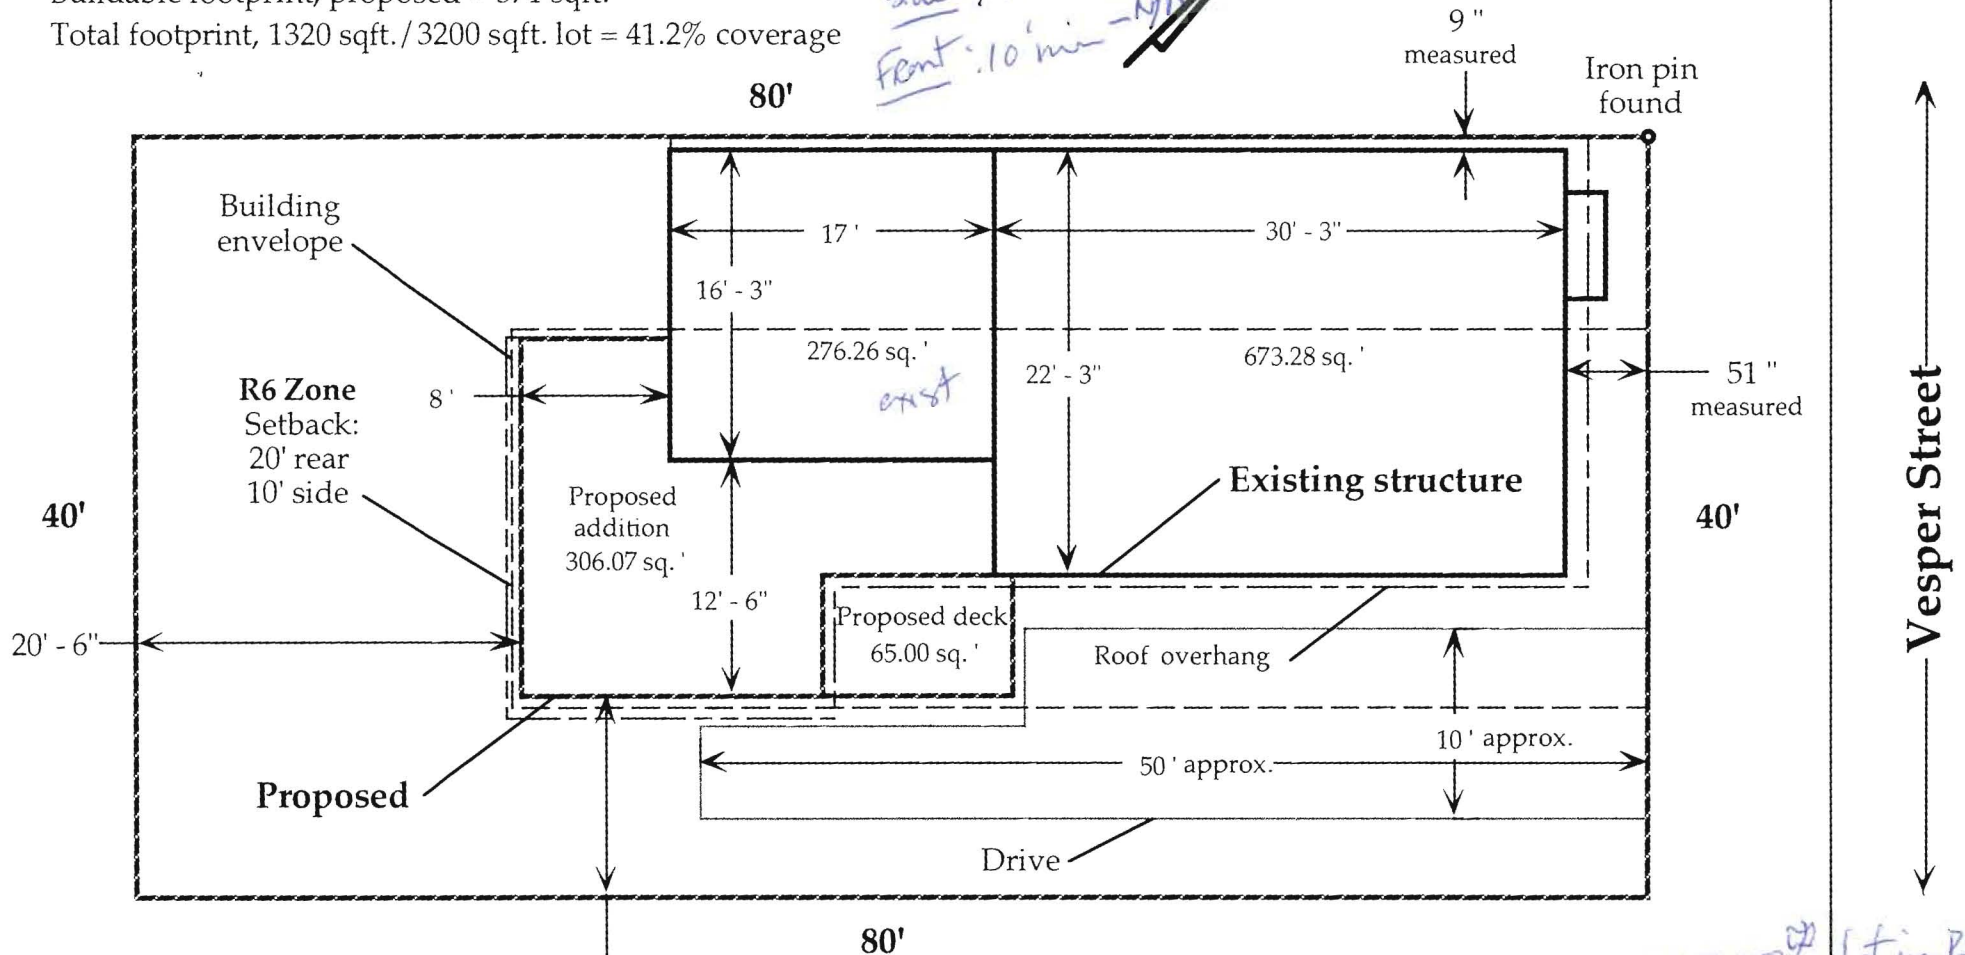 Total footprint, 1320 sqft./3200 sqft. lot = 41.2% coverage
Front: 10' min - N/A
9 "
measured
Iron pin
found
80'
Building
envelope
17 '
30' - 3"
16' - 3"
276.26 sq. '
exist
22' - 3"
673.28 sq. '
51 "
measured
R6 Zone
Setback:
20' rear
10' side
8 '
40'
Proposed
addition
306.07 sq. '
12' - 6"
Existing structure
40'
Vesper Street
Proposed deck
65.00 sq. '
20' - 6"
Roof overhang
10 ' approx.
50 ' approx.
Proposed
Drive
80'